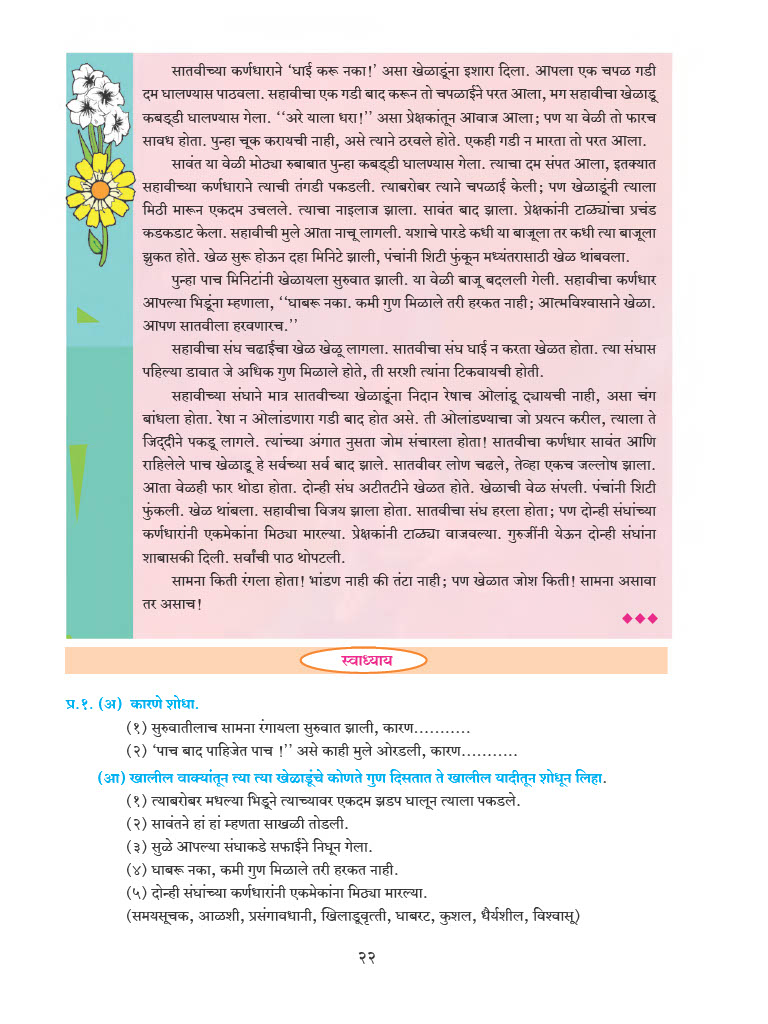 सातवीच्या कर्णधाराने ‘घाई करू नका!’ असा खेळाडूंना इशारा दिला. आपला एक चपळ गडी
दम घालण्यास पाठवला. सहावीचा एक गडी बाद करून तो चपळाईने परत आला, मग सहावीचा खेळाडू
कबड्डी घालण्यास गेला. ‘‘अरे याला धरा!’’ असा प्रेक्षकांतून आवाज आला; पण या वेळी तो फारच
सावध होता. पुन्हा चूक करायची नाही, असे त्याने ठरवले होते. एकही गडी न मारता तो परत आला.
सावंत या वेळी मोठ्या रुबाबात पुन्हा कबड्डी घालण्यास गेला. त्याचा दम संपत आला, इतक्यात
सहावीच्या कर्णधाराने त्याची तंगडी पकडली. त्याबरोबर त्याने चपळाई केली; पण खेळाडूंनी त्याला
मिठी मारून एकदम उचलले. त्याचा नाइलाज झाला. सावंत बाद झाला. प्रेक्षकांनी टाळ्यांचा प्रचंड
कडकडाट केला. सहावीची मुले आता नाचू लागली. यशाचे पारडे कधी या बाजूला तर कधी त्या बाजूला
झुकत होते. खेळ सुरू होऊन दहा मिनिटे झाली, पंचांनी शिटी फुंकून मध्यंतरासाठी खेळ थांबवला.
पुन्हा पाच मिनिटांनी खेळायला सुरुवात झाली. या वेळी बाजू बदलली गेली. सहावीचा कर्णधार
आपल्या भिडूंना म्हणाला, ‘‘घाबरू नका. कमी गुण मिळाले तरी हरकत नाही; आत्मविश्वासाने खेळा.
आपण सातवीला हरवणारच.’’
सहावीचा संघ चढाईचा खेळ खेळू लागला. सातवीचा संघ घाई न करता खेळत होता. त्या संघास
पहिल्या डावात जे अधिक गुण मिळाले होते, ती सरशी त्यांना टिकवायची होती.
सहावीच्या संघाने मात्र सातवीच्या खेळाडूंना निदान रेषाच ओलांडू द्यायची नाही, असा चंग
बांधला होता. रेषा न ओलांडणारा गडी बाद होत असे. ती ओलांडण्याचा जो प्रयत्न करील, त्याला ते
जिद्दीने पकडू लागले. त्यांच्या अंगात नुसता जोम संचारला होता! सातवीचा कर्णधार सावंत आणि
राहिलेले पाच खेळाडू हे सर्वच्या सर्व बाद झाले. सातवीवर लोण चढले, तेव्हा एकच जल्लोष झाला.
आता वेळही फार थोडा होता. दोन्ही संघ अटीतटीने खेळत होते. खेळाची वेळ संपली. पंचांनी शिटी
फुंकली. खेळ थांबला. सहावीचा विजय झाला होता. सातवीचा संघ हरला होता; पण दोन्ही संघांच्या
कर्णधारांनी एकमेकांना मिठ्या मारल्या. प्रेक्षकांनी टाळ्या वाजवल्या. गुरुजींनी येऊन दोन्ही संघांना
शाबासकी दिली. सर्वांची पाठ थोपटली.
सामना किती रंगला होता! भांडण नाही की तंटा नाही; पण खेळात जोश किती! सामना असावा
तर असाच!
स्वाध्याय
प्र.१. (अ) कारणे शोधा.
(१) सुरुवातीलाच सामना रंगायला सुरुवात झाली, कारण...........
(२) ‘पाच बाद पाहिजेत पाच !’’ असे काही मुले ओरडली, कारण...........
(आ) खालील वाक्यांतून त्या त्या खेळाडूंचे कोणते गुण दिसतात ते खालील यादीतून शोधून लिहा.
(१) त्याबरोबर मधल्या भिडूने त्याच्यावर एकदम झडप घालून त्याला पकडले.
(२) सावंतने हां हां म्हणता साखळी तोडली.
(३) सुळे आपल्या संघाकडे सफाईने निघून गेला.
(४) घाबरू नका, कमी गुण मिळाले तरी हरकत नाही.
(५) दोन्ही संघांच्या कर्णधारांनी एकमेकांना मिठ्या मारल्या.
(समयसूचक, आळशी, प्रसंगावधानी, खिलाडूवृत्ती, घाबरट, कुशल, धैर्यशील, विश्वासू)
२२